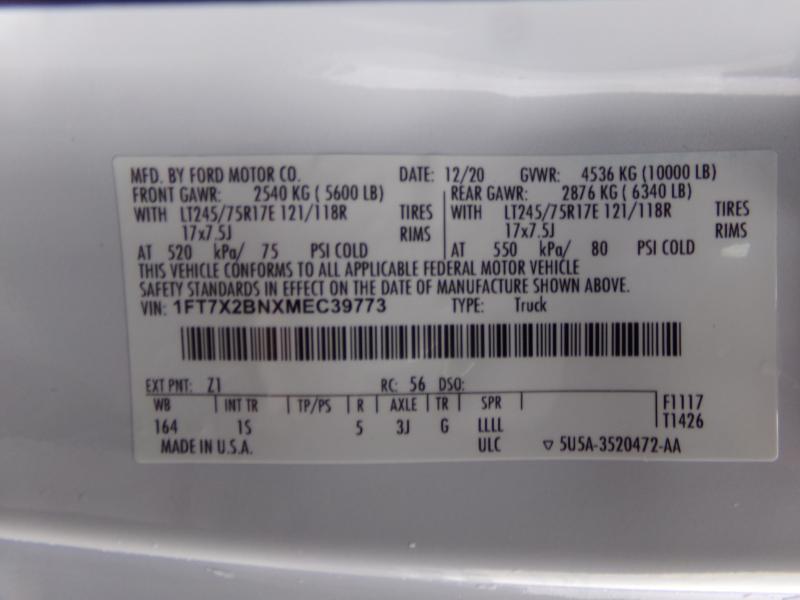 MFD. BY FORD MOTOR CO. DATE: 12/20 GVWR: 4536 KG (10000 LB)
FRONT GAWR: 2540 KG ( 5600 LB) REAR GAWR: 2876 KG ( 6340 LB)
WITH LT245/75R17E 121/118R TIRES WITH LT245/75R17E 121/118R TIRES
17x7.5J RIMS 17x7.5J RIMS
AT 520 kPa/ 75 PSI COLD AT 550 kPa/ 80 PSI COLD
THIS VEHICLE CONFORMS TO ALL APPLICABLE FEDERAL MOTOR VEHICLE
SAFETY STANDARDS IN EFFECT ON THE DATE OF MANUFACTURE SHOWN ABOVE.
VIN: 1FT7X2BNXMEC39773 TYPE: Truck
EXT PNT: Z1 RC: 56 DSO:
WB INT TR TP/PS R AXLE TR SPR F1117
164 1S 5 3J G LLLL T1426
MADE IN U.S.A. ULC ▽ 5U5A-3520472-AA